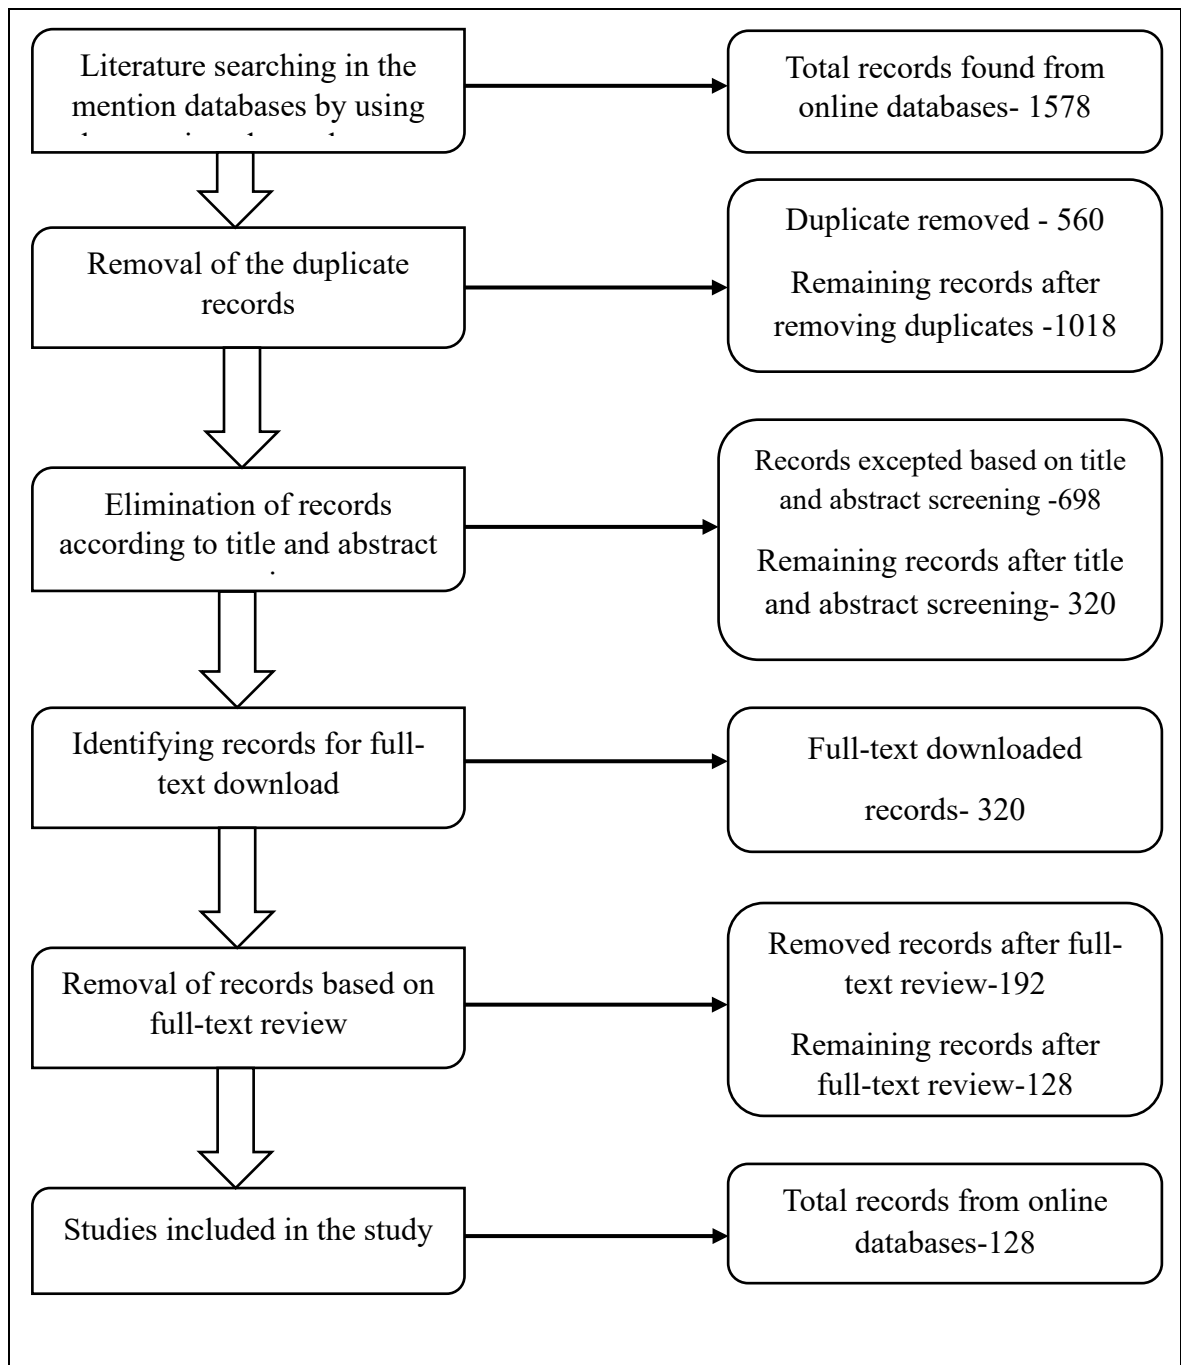 Literature searching in the
mention databases by using
Total records found from
online databases- 1578
Removal of the duplicate
records
Duplicate removed - 560
Remaining records after
removing duplicates -1018
Elimination of records
according to title and abstract
Records excepted based on title
and abstract screening -698
Remaining records after title
and abstract screening- 320
Identifying records for full-
text download
Full-text downloaded
records- 320
Removal of records based on
full-text review
Removed records after full-
text review-192
Remaining records after
full-text review-128
Studies included in the study
Total records from online
databases-128